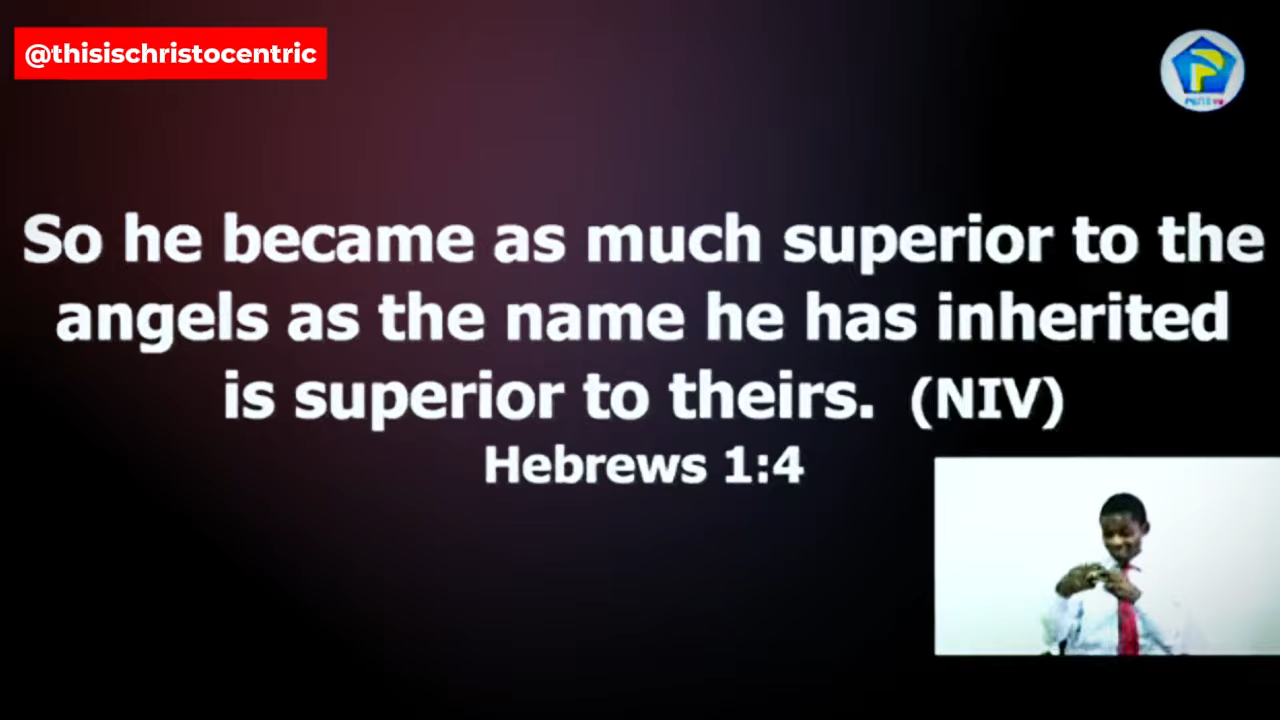 @thisischristocentric
So he became as much superior to the
angels as the name he has inherited
is superior to theirs. (NIV)
Hebrews 1:4